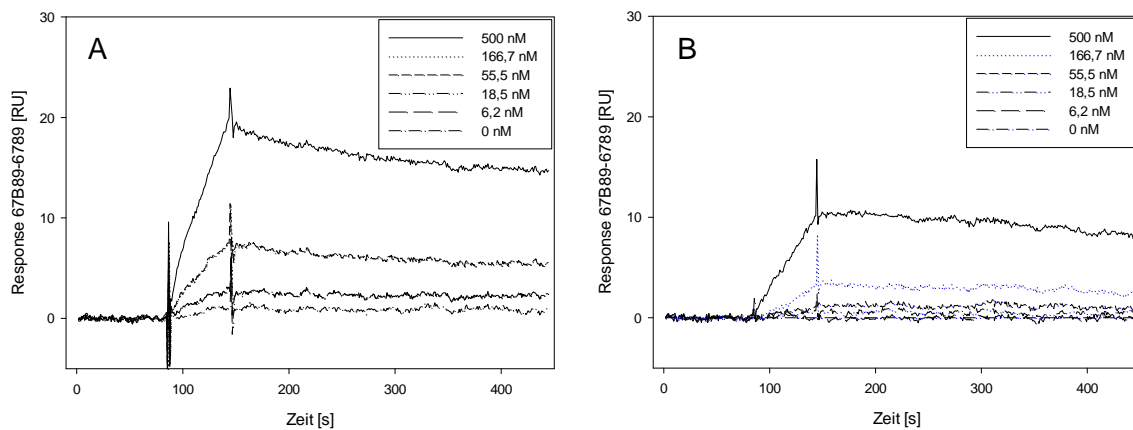 A
Response 67B89-6789 [RU]
30
20
10
0
0
100
200
300
400
Zeit [s]
500 nM
166,7 nM
55,5 nM
18,5 nM
6,2 nM
0 nM
B
Response 67B89-6789 [RU]
30
20
10
0
0
100
200
300
400
Zeit [s]
500 nM
166,7 nM
55,5 nM
18,5 nM
6,2 nM
0 nM